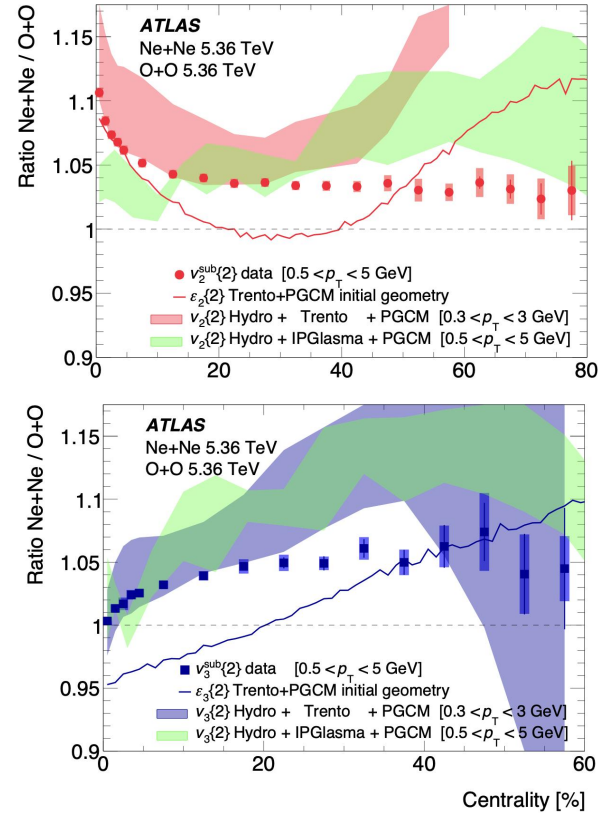 Ratio Ne+Ne / O+O
1.15
1.1
1.05
1
0.95
0.9
ATLAS
Ne+Ne 5.36 TeV
O+O 5.36 TeV
v₂ˢᵘᵇ{2} data [0.5 < p_T < 5 GeV]
ε₂{2} Trento+PGCM initial geometry
v₂{2} Hydro + Trento + PGCM [0.3 < p_T < 3 GeV]
v₂{2} Hydro + IPGlasma + PGCM [0.5 < p_T < 5 GeV]
0 20 40 60 80
Ratio Ne+Ne / O+O
1.15
1.1
1.05
1
0.95
0.9
ATLAS
Ne+Ne 5.36 TeV
O+O 5.36 TeV
v₃ˢᵘᵇ{2} data [0.5 < p_T < 5 GeV]
ε₃{2} Trento+PGCM initial geometry
v₃{2} Hydro + Trento + PGCM [0.3 < p_T < 3 GeV]
v₃{2} Hydro + IPGlasma + PGCM [0.5 < p_T < 5 GeV]
0 20 40 60
Centrality [%]